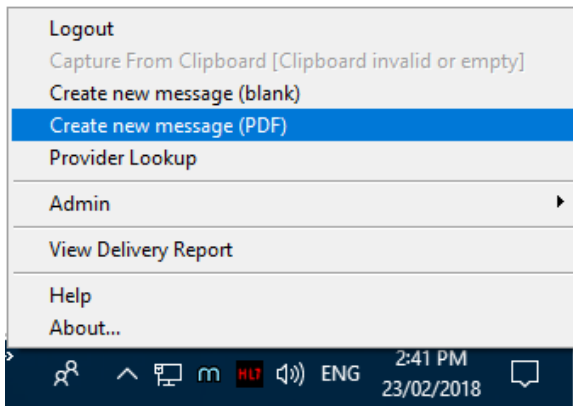 Logout
Capture From Clipboard [Clipboard invalid or empty]
Create new message (blank)
Create new message (PDF)
Provider Lookup
Admin
View Delivery Report
Help
About...
m HLT ENG 2:41 PM
23/02/2018